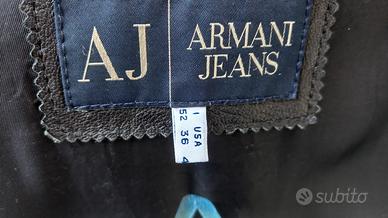 AJ
ARMANI
JEANS
I USA
52 36 4
subito